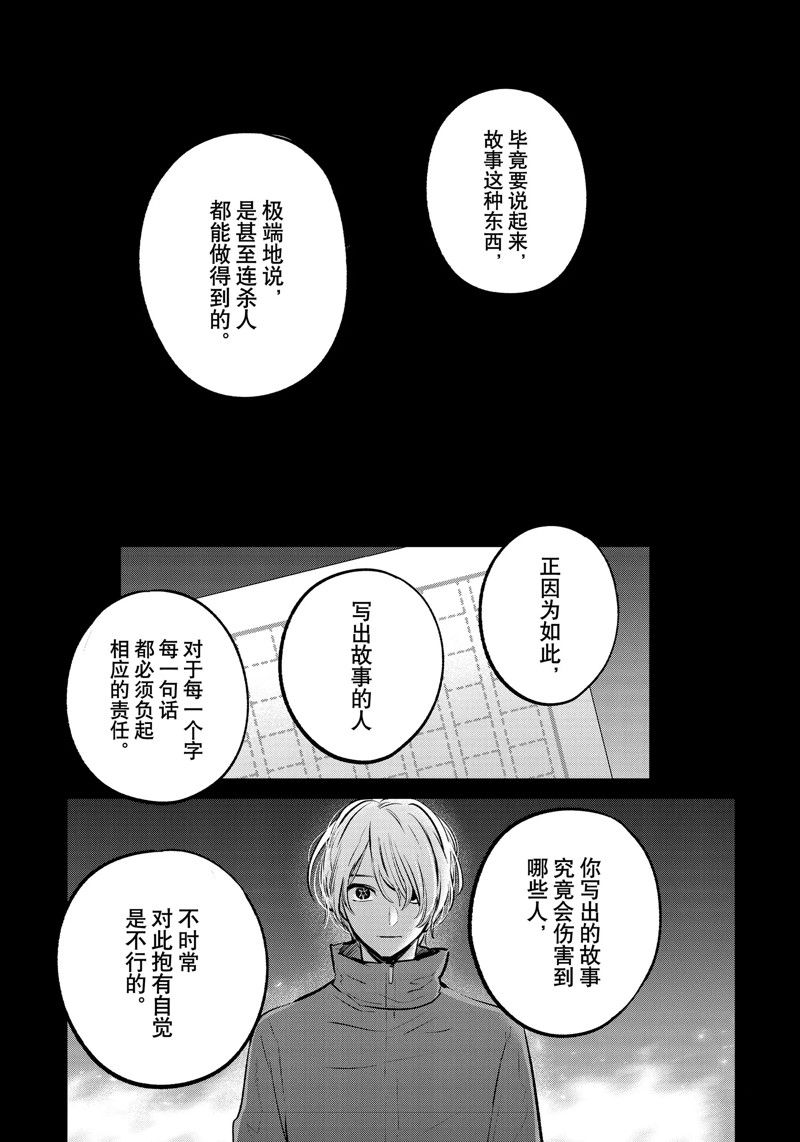 毕竟要说起来，
故事这种东西，
极端地说，
是甚至连杀人
都能做得到的。
正因为如此，
写出故事的人
对于每一个字
每一句话
都必须负起
相应的责任。
你写出的故事
究竟会伤害到
哪些人，
不时常
对此抱有自觉
是不行的。